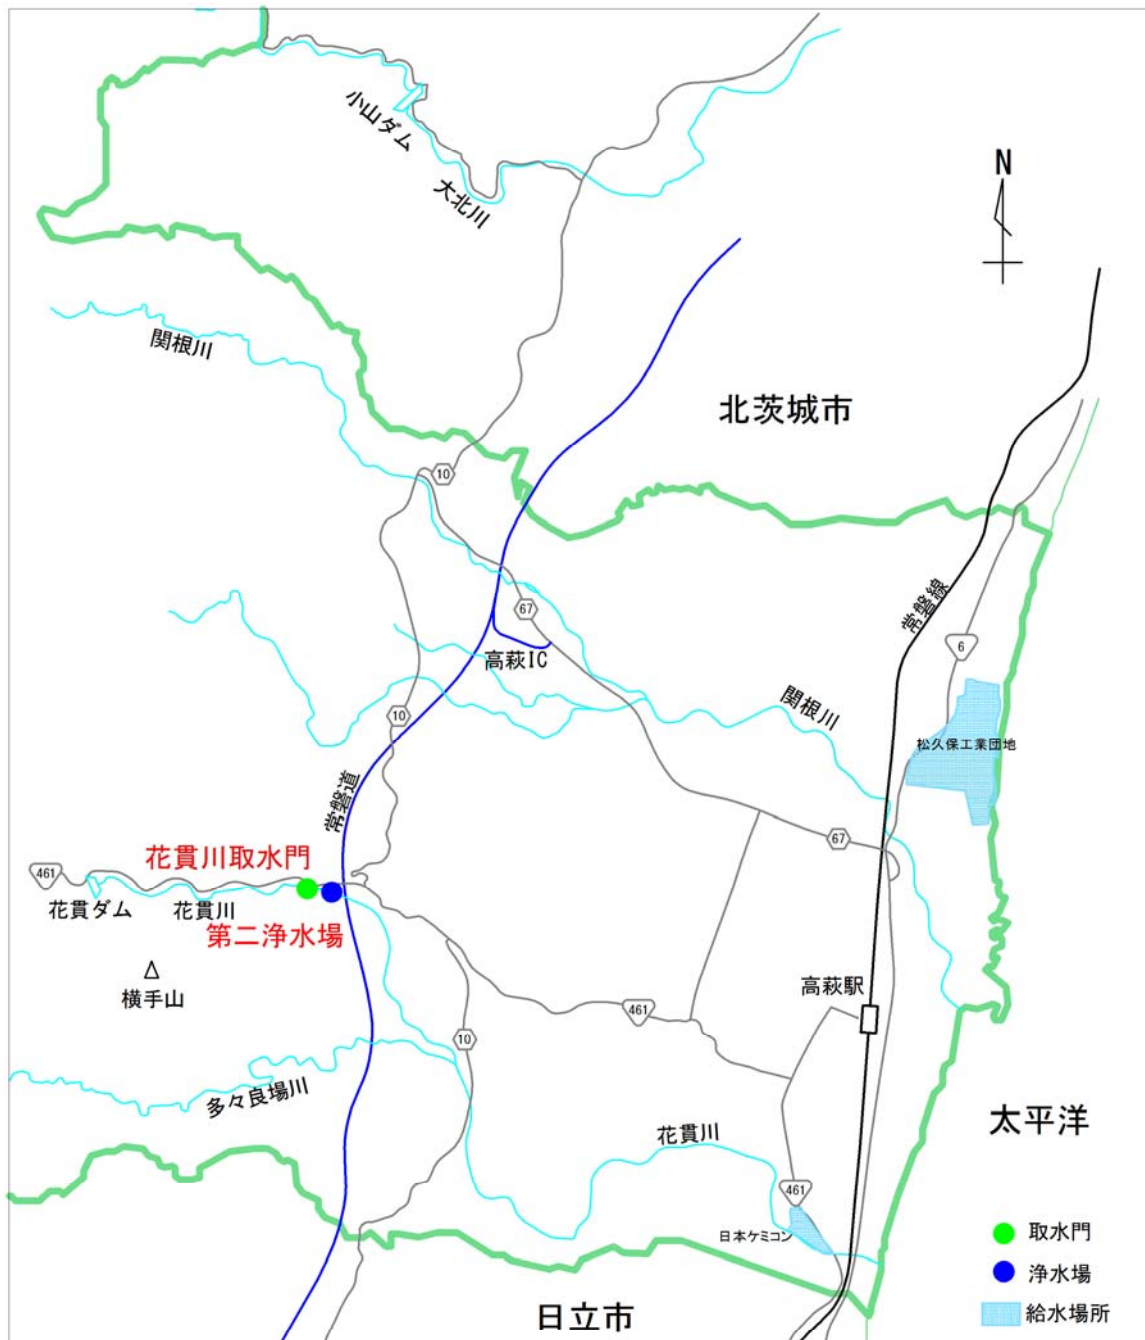 小山ダム
大北川
N
関根川
北茨城市
10
常磐線
67
6
高萩IC
関根川
10
松久保工業団地
常磐道
67
花貫川取水門
461
花貫ダム
花貫川
第二浄水場
横手山
高萩駅
461
10
多々良場川
太平洋
花貫川
461
日本ケミコン
取水門
浄水場
給水場所
日立市